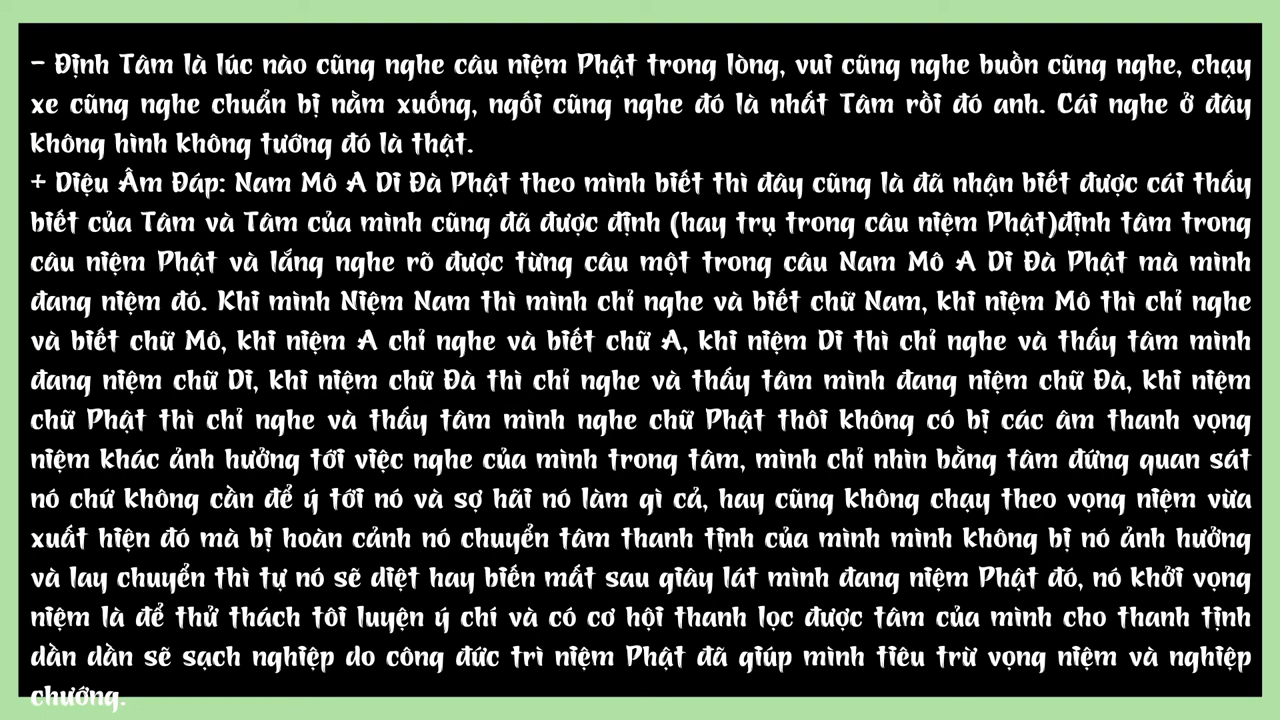 – Định Tâm là lúc nào cũng nghe câu niệm Phật trong lòng, vui cũng nghe buồn cũng nghe, chạy
xe cũng nghe chuẩn bị nằm xuống, ngối cũng nghe đó là nhất Tâm rồi đó anh. Cái nghe ở đây
không hình không tướng đó là thật.
+ Diệu Âm Đáp: Nam Mô A Di Đà Phật theo mình biết thì đây cũng là đã nhận biết được cái thấy
biết của Tâm và Tâm của mình cũng đã được định (hay trụ trong câu niệm Phật)định tâm trong
câu niệm Phật và lắng nghe rõ được từng câu một trong câu Nam Mô A Di Đà Phật mà mình
đang niệm đó. Khi mình Niệm Nam thì mình chỉ nghe và biết chữ Nam, khi niệm Mô thì chỉ nghe
và biết chữ Mô, khi niệm A chỉ nghe và biết chữ A, khi niệm Di thì chỉ nghe và thấy tâm mình
đang niệm chữ Di, khi niệm chữ Đà thì chỉ nghe và thấy tâm mình đang niệm chữ Đà, khi niệm
chữ Phật thì chỉ nghe và thấy tâm mình nghe chữ Phật thôi không có bị các âm thanh vọng
niệm khác ảnh hưởng tới việc nghe của mình trong tâm, mình chỉ nhìn bằng tâm đứng quan sát
nó chứ không cần để ý tới nó và sợ hãi nó làm gì cả, hay cũng không chạy theo vọng niệm vừa
xuất hiện đó mà bị hoàn cảnh nó chuyển tâm thanh tịnh của mình mình không bị nó ảnh hưởng
và lay chuyển thì tự nó sẽ diệt hay biến mất sau giây lát mình đang niệm Phật đó, nó khởi vọng
niệm là để thử thách tôi luyện ý chí và có cơ hội thanh lọc được tâm của mình cho thanh tịnh
dần dần sẽ sạch nghiệp do công đức trì niệm Phật đã giúp mình tiêu trừ vọng niệm và nghiệp
chướng.